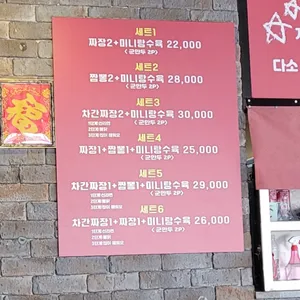 세트1
짜장2+미니탕수육 22,000
(군만두 2P)
세트2
짬뽕2+미니탕수육 28,000
(군만두 2P)
세트3
차간짜장2+미니탕수육 30,000
(군만두 2P)
세트4
짜장1+짬뽕1+미니탕수육 25,000
(군만두 2P)
세트5
차간짜장1+짬뽕1+미니탕수육 29,000
(군만두 2P)
세트6
차간짜장1+짜장1+미니탕수육 26,000
(군만두 2P)
福
다소